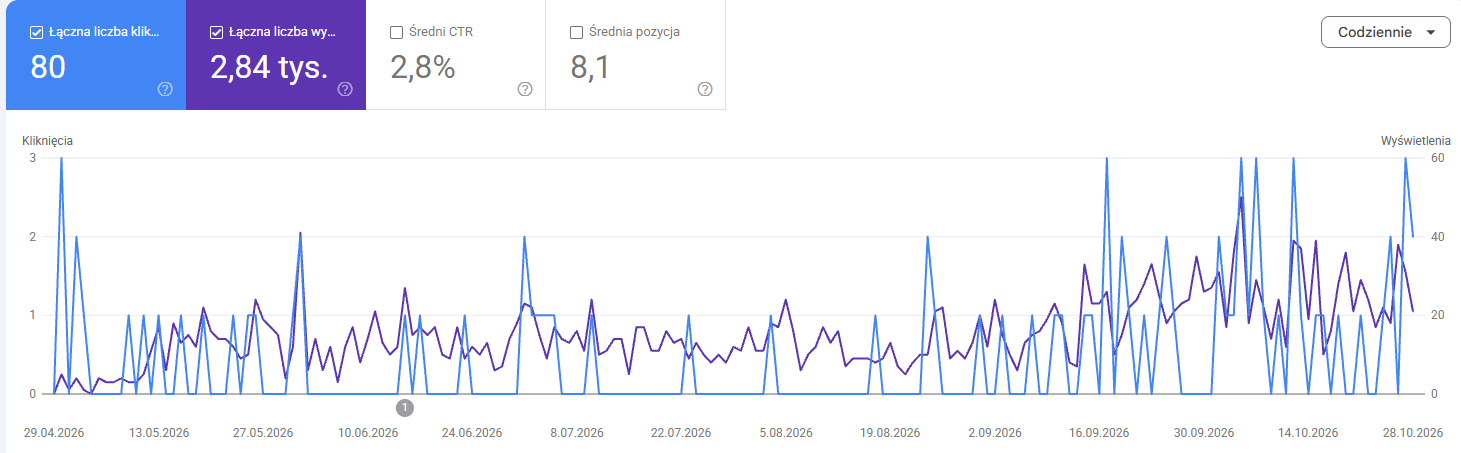 Łączna liczba klik...
80
Łączna liczba wy...
2,84 tys.
Średni CTR
2,8%
Średnia pozycja
8,1
Codziennie
Kliknięcia
Wyświetlenia
3
60
2
40
1
20
0
0
1
29.04.2026 13.05.2026 27.05.2026 10.06.2026 24.06.2026 8.07.2026 22.07.2026 5.08.2026 19.08.2026 2.09.2026 16.09.2026 30.09.2026 14.10.2026 28.10.2026